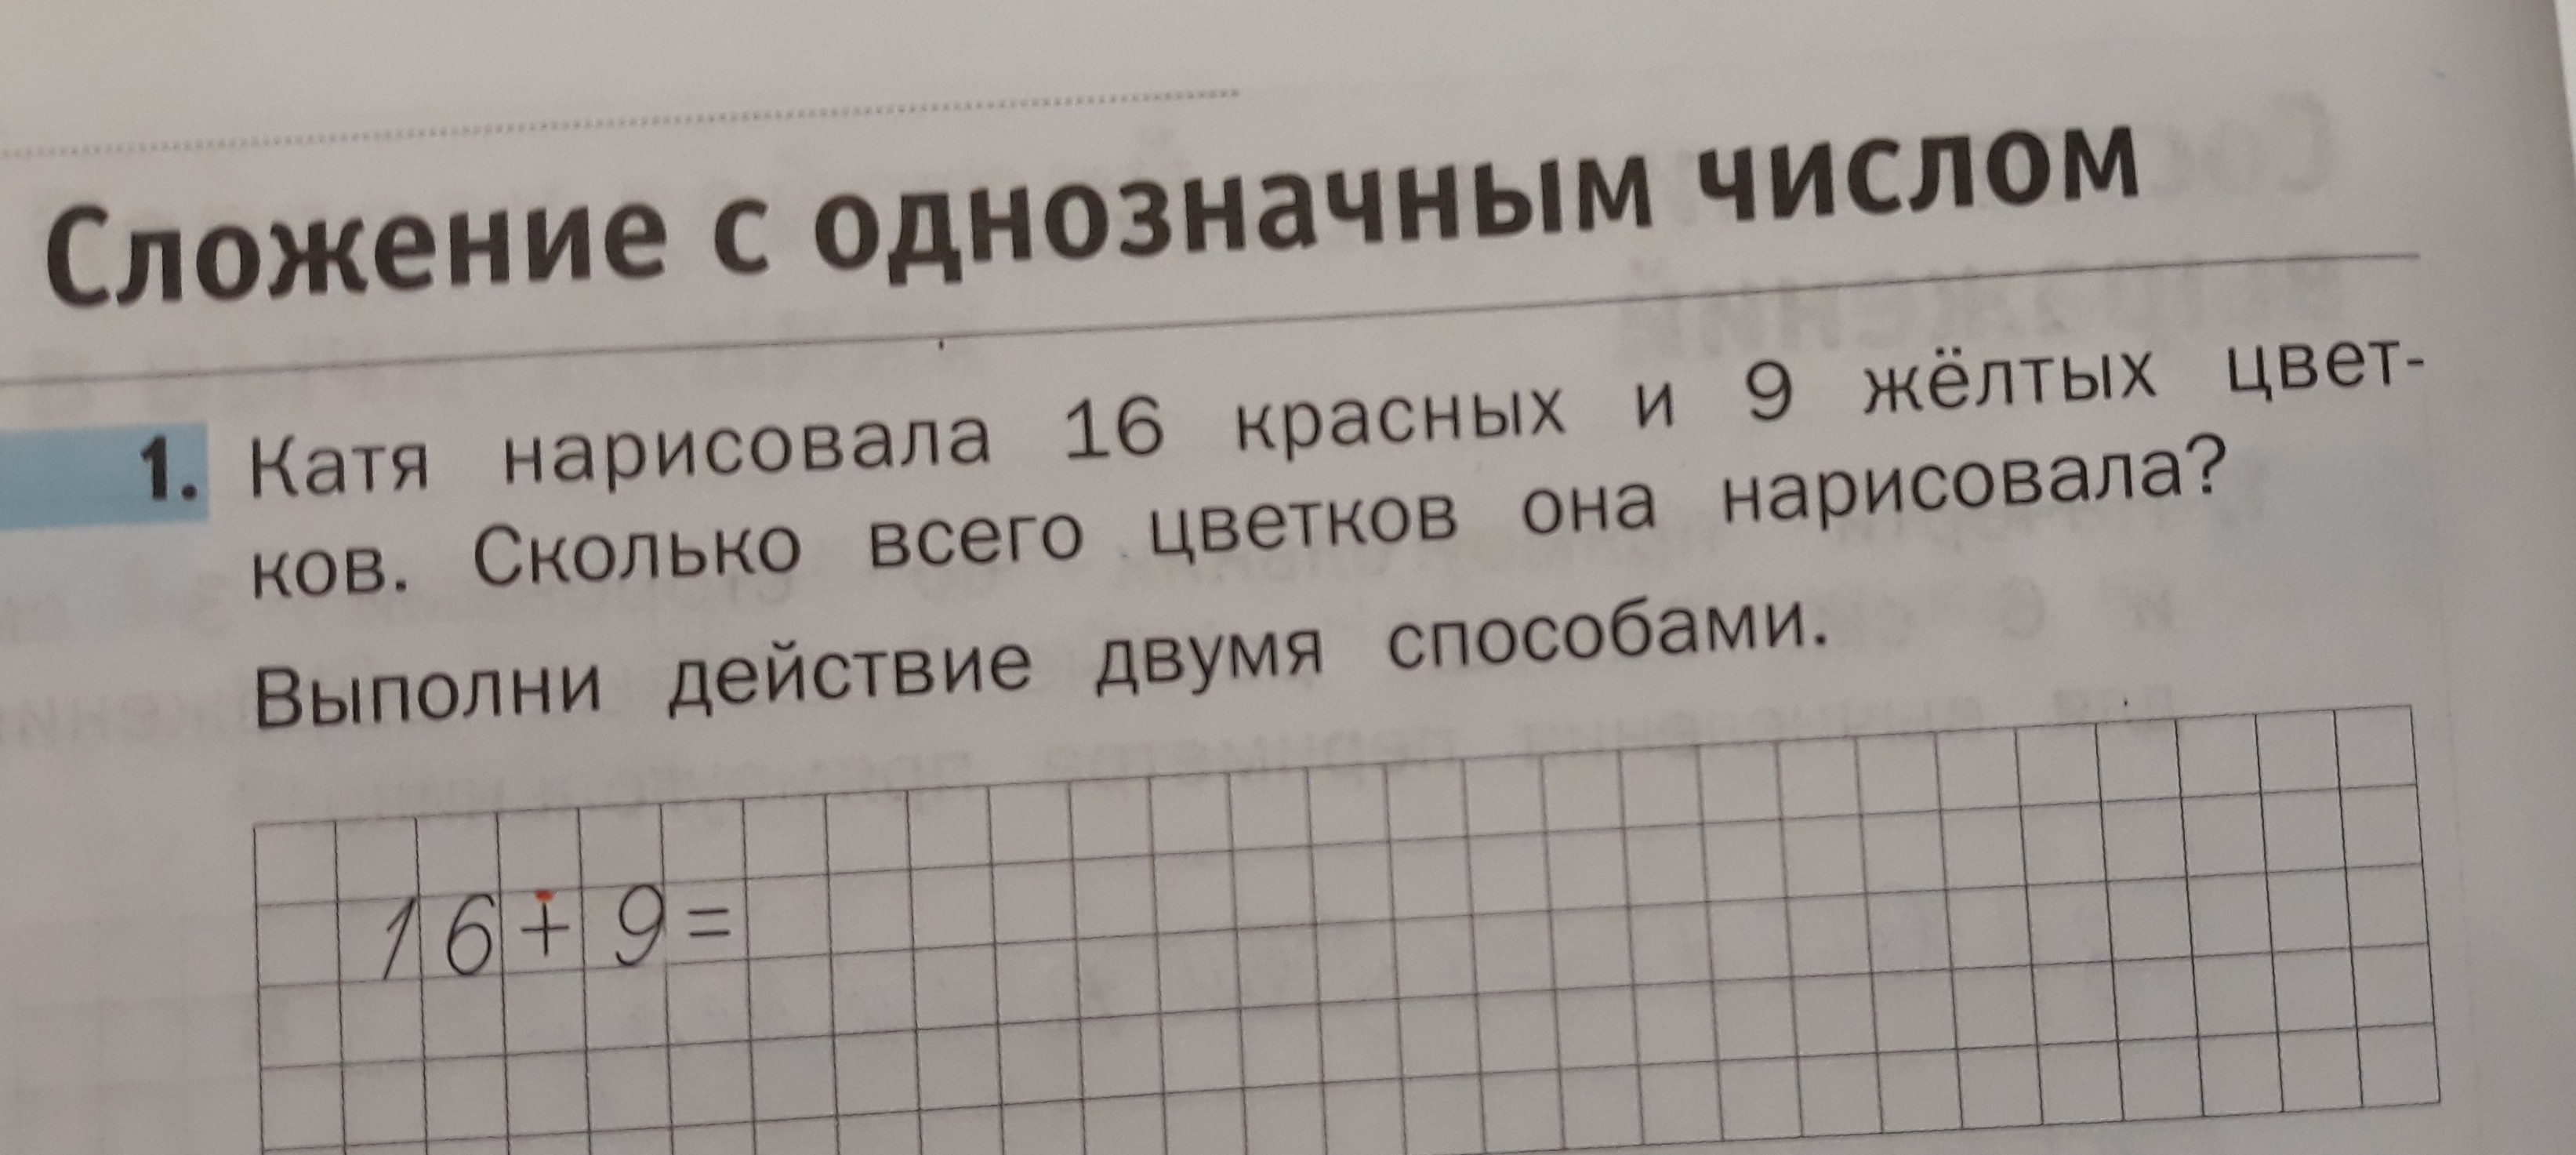 Сложение с однозначным числом
1. Катя нарисовала 16 красных и 9 жёлтых цвет-
ков. Сколько всего цветков она нарисовала?
Выполни действие двумя способами.
16+9=